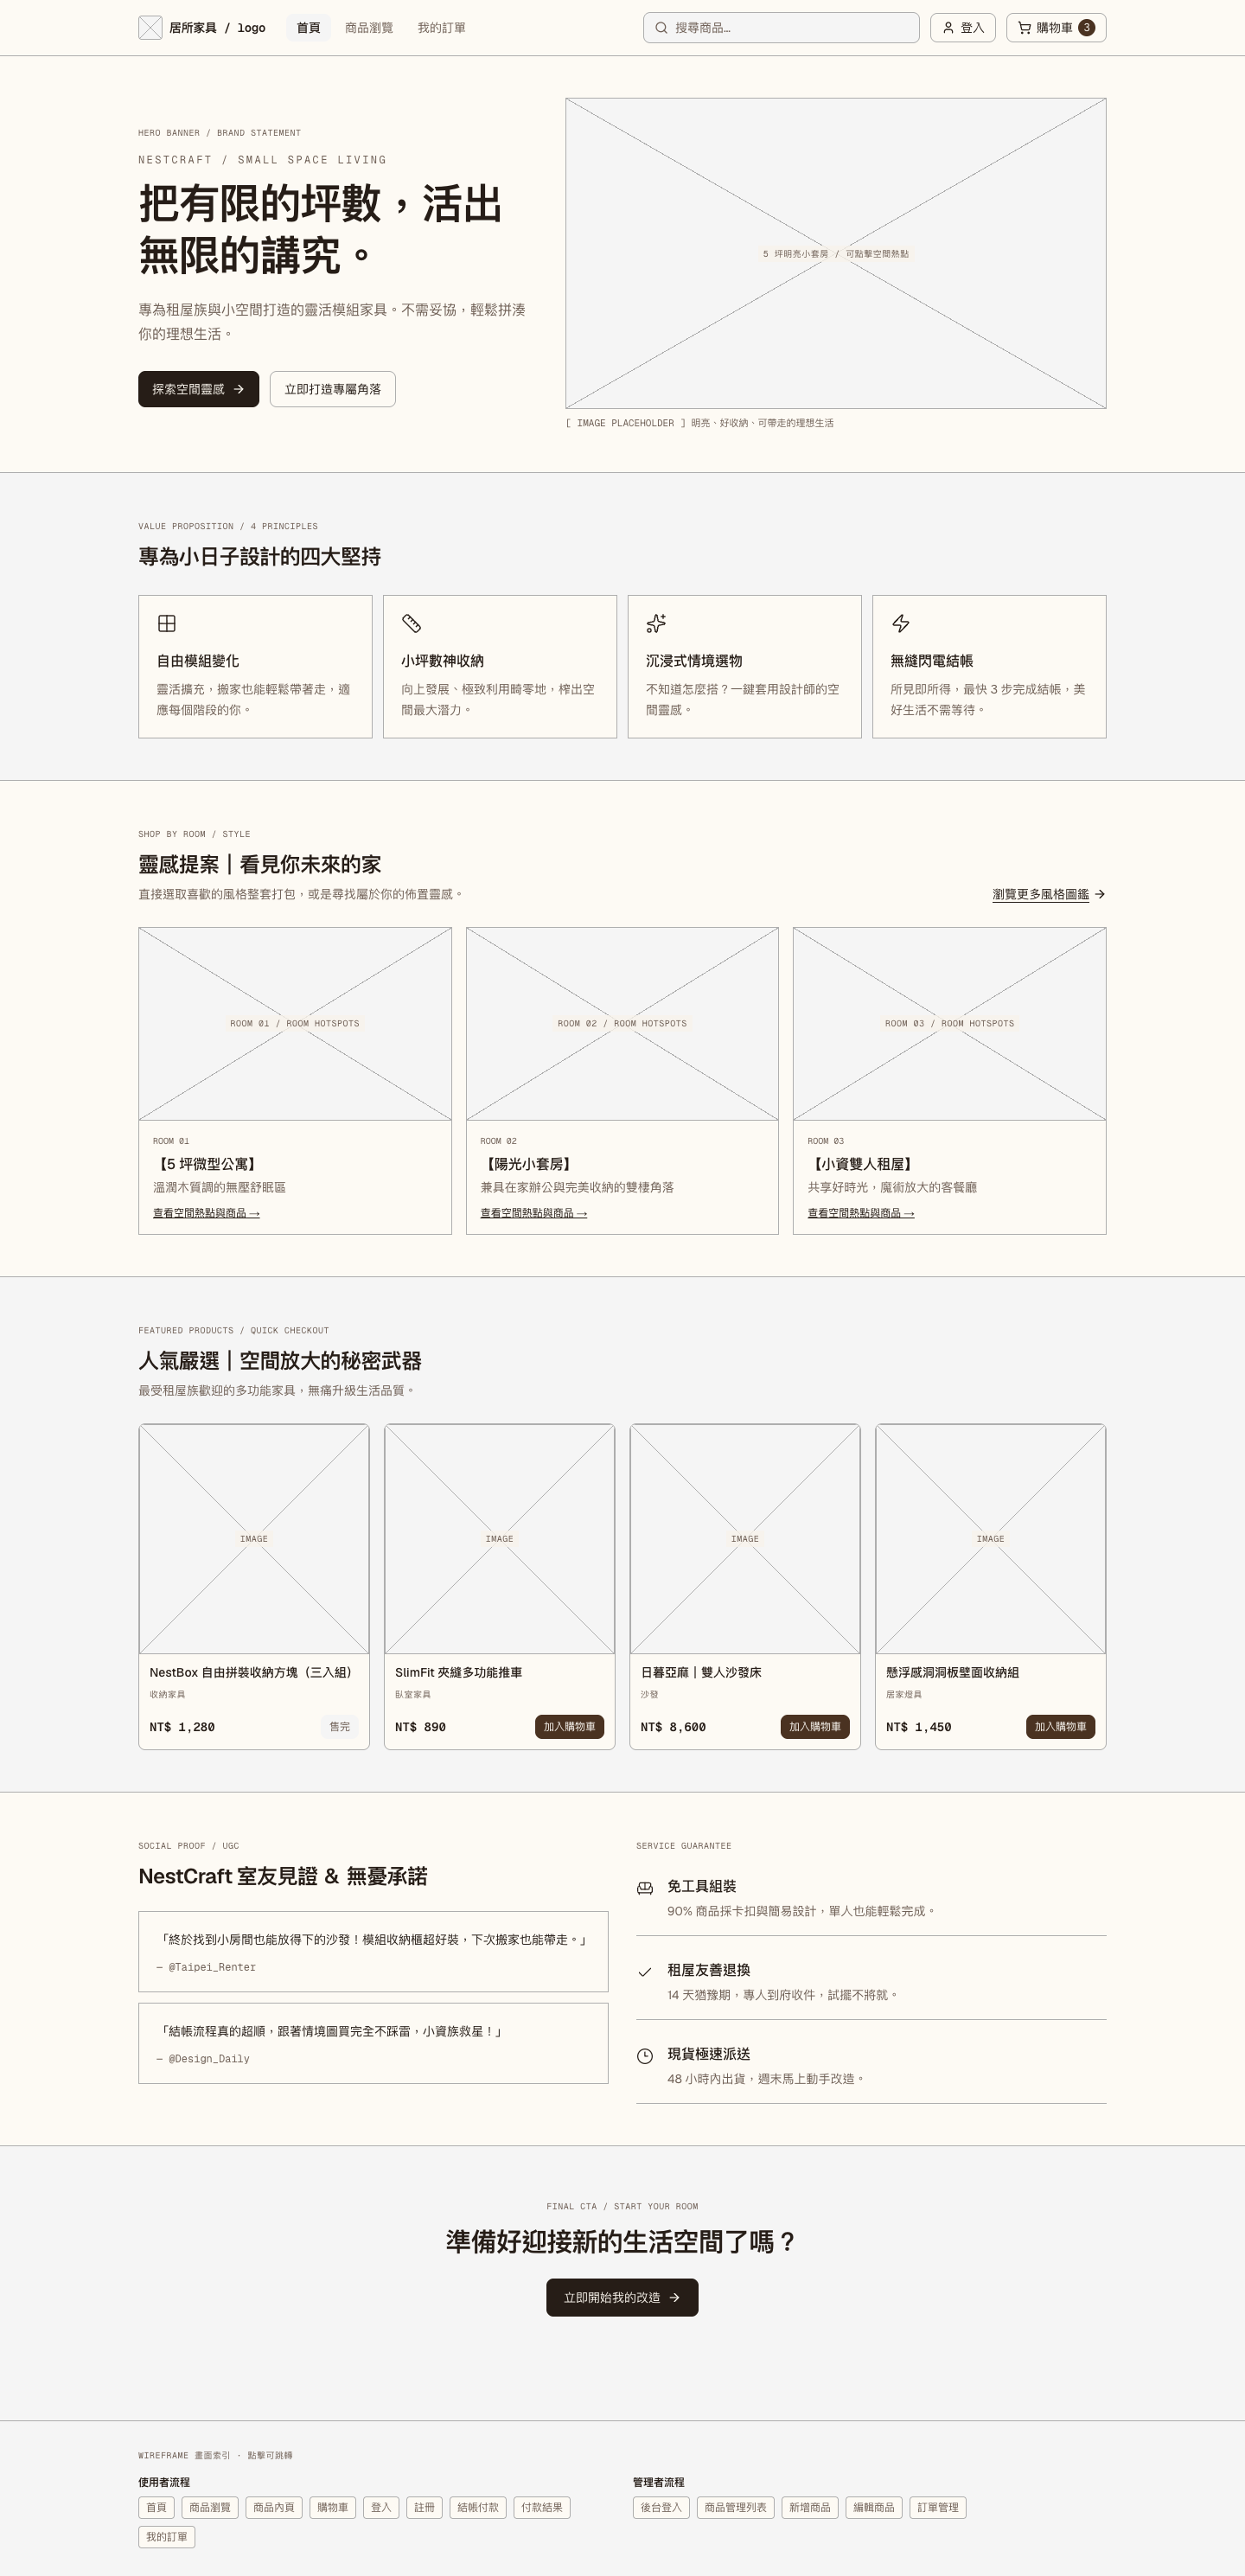 居所家具 / logo
首頁
商品瀏覽
我的訂單
搜尋商品…
登入
購物車 3
HERO BANNER / BRAND STATEMENT
NESTCRAFT / SMALL SPACE LIVING
把有限的坪數，活出
無限的講究。
專為租屋族與小空間打造的靈活模組家具。不需妥協，輕鬆拼湊
你的理想生活。
探索空間靈感 →
立即打造專屬角落
5 坪明亮小套房 / 可點擊空間熱點
[ IMAGE PLACEHOLDER ] 明亮、好收納、可帶走的理想生活
VALUE PROPOSITION / 4 PRINCIPLES
專為小日子設計的四大堅持
自由模組變化
靈活擴充，搬家也能輕鬆帶著走，適
應每個階段的你。
小坪數神收納
向上發展、極致利用畸零地，榨出空
間最大潛力。
沉浸式情境選物
不知道怎麼搭？一鍵套用設計師的空
間靈感。
無縫閃電結帳
所見即所得，最快 3 步完成結帳，美
好生活不需等待。
SHOP BY ROOM / STYLE
靈感提案｜看見你未來的家
直接選取喜歡的風格整套打包，或是尋找屬於你的佈置靈感。
瀏覽更多風格圖鑑 →
ROOM 01 / ROOM HOTSPOTS
ROOM 01
【5 坪微型公寓】
溫潤木質調的無壓舒眠區
查看空間熱點與商品 →
ROOM 02 / ROOM HOTSPOTS
ROOM 02
【陽光小套房】
兼具在家辦公與完美收納的雙棲角落
查看空間熱點與商品 →
ROOM 03 / ROOM HOTSPOTS
ROOM 03
【小資雙人租屋】
共享好時光，魔術放大的客餐廳
查看空間熱點與商品 →
FEATURED PRODUCTS / QUICK CHECKOUT
人氣嚴選｜空間放大的秘密武器
最受租屋族歡迎的多功能家具，無痛升級生活品質。
IMAGE
NestBox 自由拼裝收納方塊（三入組）
收納家具
NT$ 1,280
售完
IMAGE
SlimFit 夾縫多功能推車
臥室家具
NT$ 890
加入購物車
IMAGE
日暮亞麻｜雙人沙發床
沙發
NT$ 8,600
加入購物車
IMAGE
懸浮感洞洞板壁面收納組
居家燈具
NT$ 1,450
加入購物車
SOCIAL PROOF / UGC
NestCraft 室友見證 ＆ 無憂承諾
「終於找到小房間也能放得下的沙發！模組收納櫃超好裝，下次搬家也能帶走。」
— @Taipei_Renter
「結帳流程真的超順，跟著情境圖買完全不踩雷，小資族救星！」
— @Design_Daily
SERVICE GUARANTEE
免工具組裝
90% 商品採卡扣與簡易設計，單人也能輕鬆完成。
租屋友善退換
14 天猶豫期，專人到府收件，試擺不將就。
現貨極速派送
48 小時內出貨，週末馬上動手改造。
FINAL CTA / START YOUR ROOM
準備好迎接新的生活空間了嗎？
立即開始我的改造 →
WIREFRAME 畫面索引 · 點擊可跳轉
使用者流程
首頁
商品瀏覽
商品內頁
購物車
登入
註冊
結帳付款
付款結果
我的訂單
管理者流程
後台登入
商品管理列表
新增商品
編輯商品
訂單管理